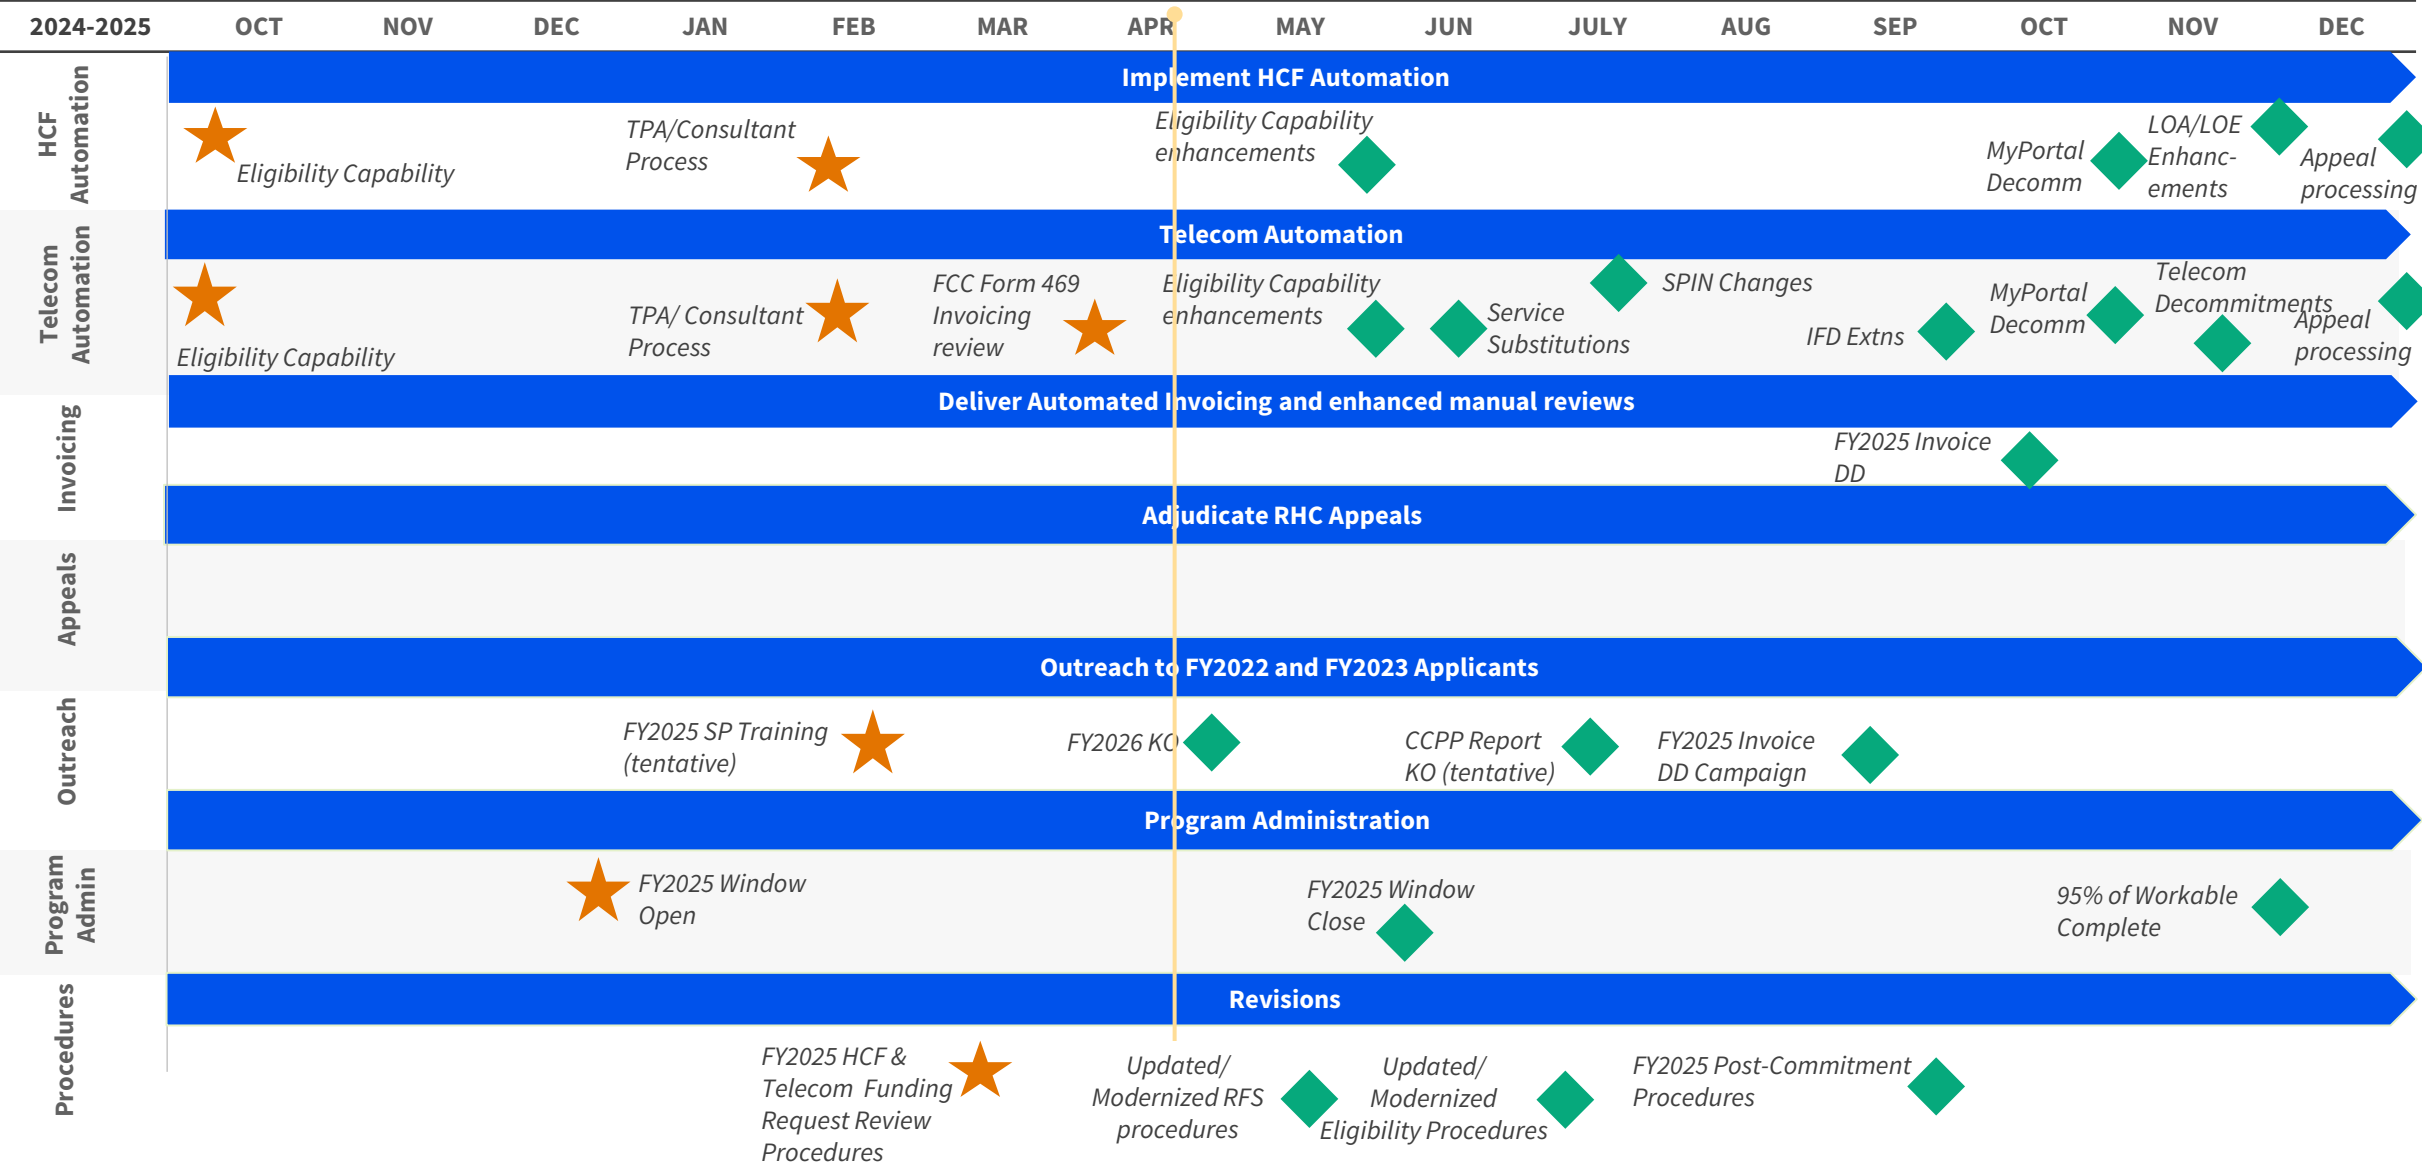 2024-2025 OCT NOV DEC JAN FEB MAR APR MAY JUN JULY AUG SEP OCT NOV DEC
HCF
Automation
Implement HCF Automation
Eligibility Capability
TPA/Consultant
Process
Eligibility Capability
enhancements
MyPortal
Decomm
LOA/LOE
Enhanc-
ements
Appeal
processing
Telecom
Automation
Telecom Automation
Eligibility Capability
TPA/ Consultant
Process
FCC Form 469
Invoicing
review
Eligibility Capability
enhancements
Service
Substitutions
SPIN Changes
IFD Extns
MyPortal
Decomm
Telecom
Decommitments
Appeal
processing
Invoicing
Deliver Automated Invoicing and enhanced manual reviews
FY2025 Invoice
DD
Appeals
Adjudicate RHC Appeals
Outreach
Outreach to FY2022 and FY2023 Applicants
FY2025 SP Training
(tentative)
FY2026 KO
CCPP Report
KO (tentative)
FY2025 Invoice
DD Campaign
Program
Admin
Program Administration
FY2025 Window
Open
FY2025 Window
Close
95% of Workable
Complete
Procedures
Revisions
FY2025 HCF &
Telecom Funding
Request Review
Procedures
Updated/
Modernized RFS
procedures
Updated/
Modernized
Eligibility Procedures
FY2025 Post-Commitment
Procedures